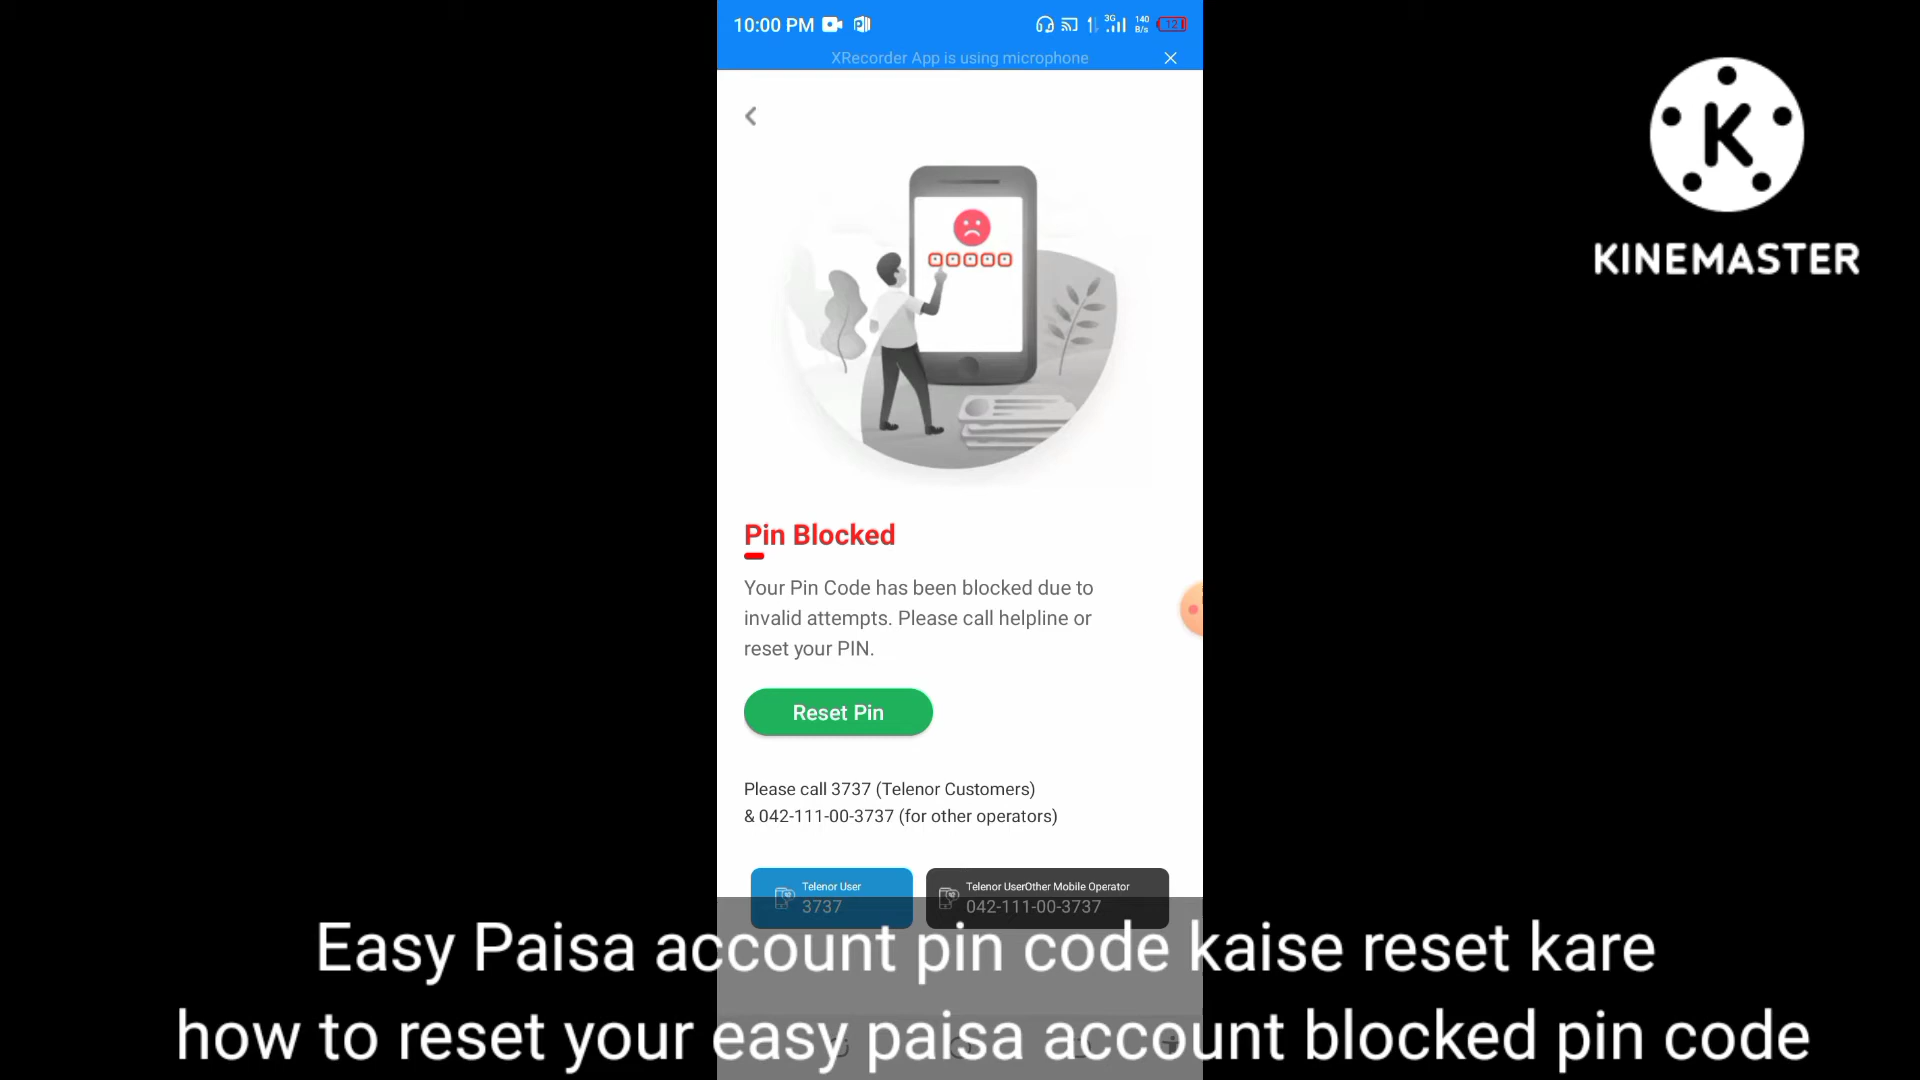 10:00 PM
3G
140
B/s
12
XRecorder App is using microphone
K
KINEMASTER
Pin Blocked
Your Pin Code has been blocked due to
invalid attempts. Please call helpline or
reset your PIN.
Reset Pin
Please call 3737 (Telenor Customers)
& 042-111-00-3737 (for other operators)
Telenor User
3737
Telenor UserOther Mobile Operator
042-111-00-3737
Easy Paisa account pin code kaise reset kare
how to reset your easy paisa account blocked pin code